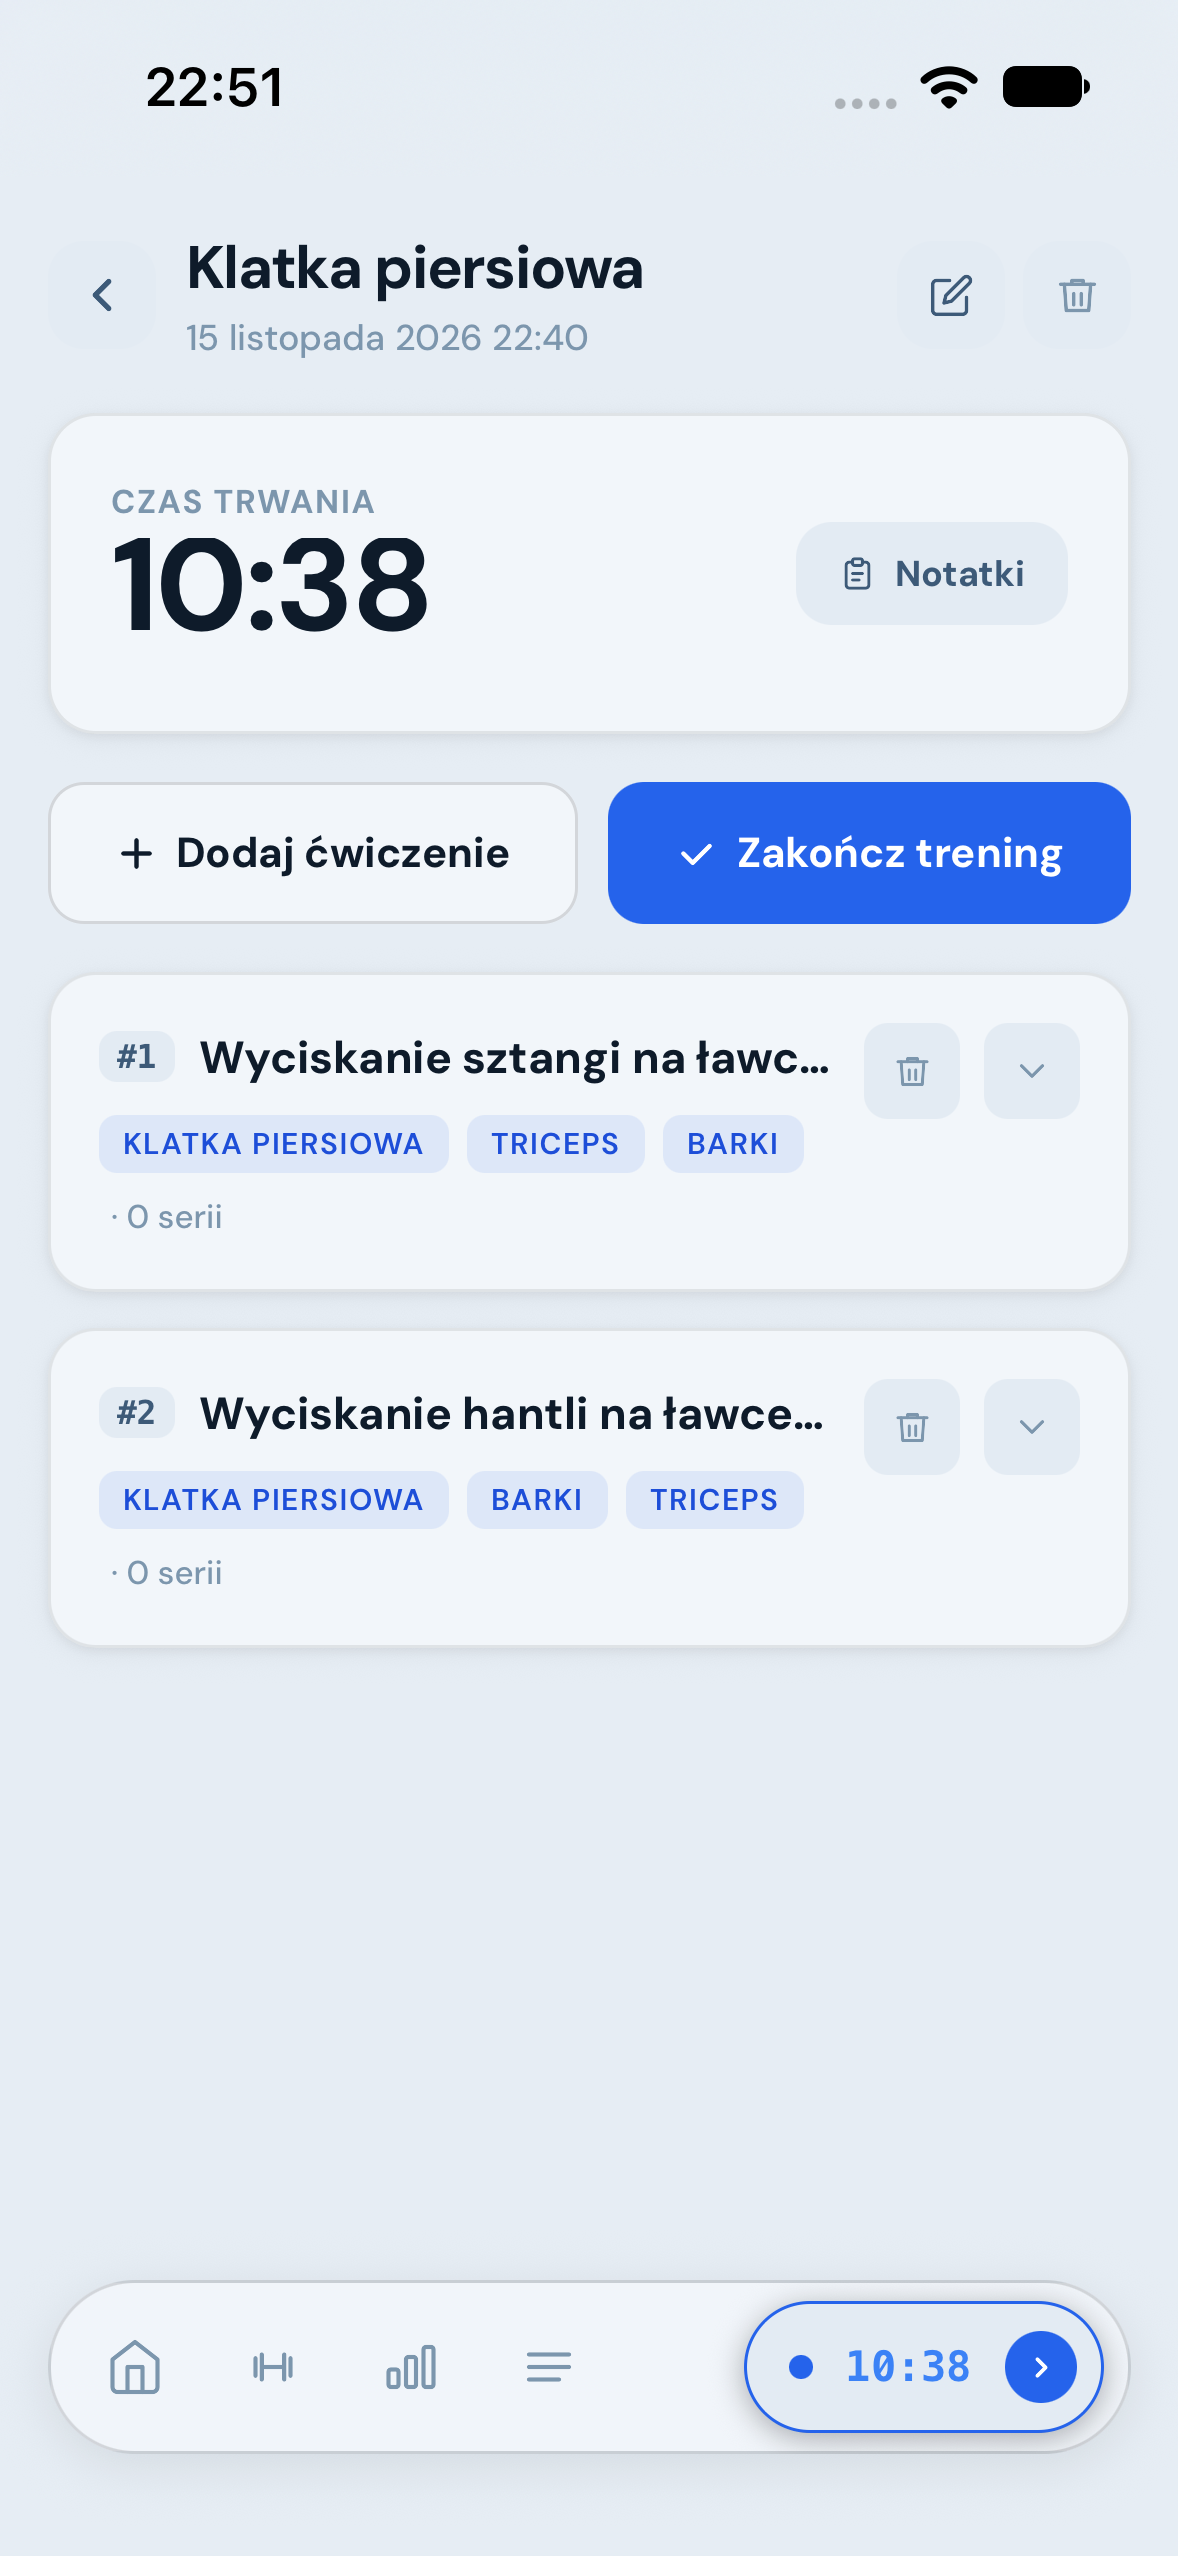 22:51
Klatka piersiowa
15 listopada 2026 22:40
CZAS TRWANIA
10:38
Notatki
Dodaj ćwiczenie
Zakończ trening
#1 Wyciskanie sztangi na ławc...
KLATKA PIERSIOWA TRICEPS BARKI
· 0 serii
#2 Wyciskanie hantli na ławce...
KLATKA PIERSIOWA BARKI TRICEPS
· 0 serii
10:38